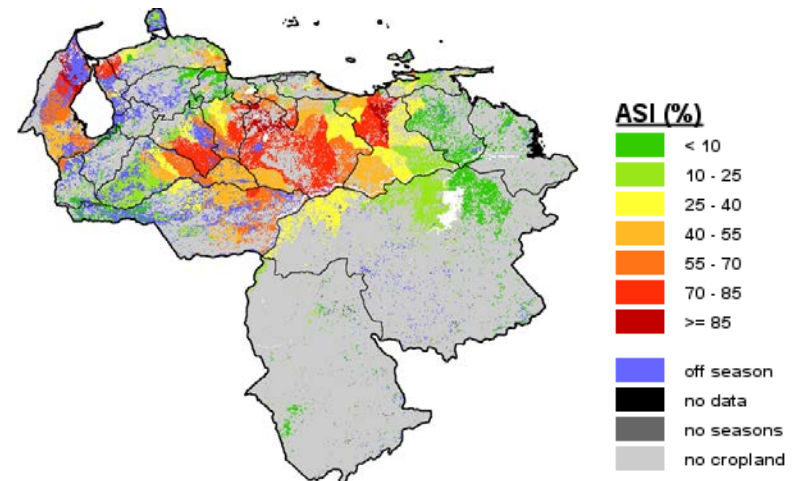 ASI (%)
< 10
10 - 25
25 - 40
40 - 55
55 - 70
70 - 85
>= 85
off season
no data
no seasons
no cropland